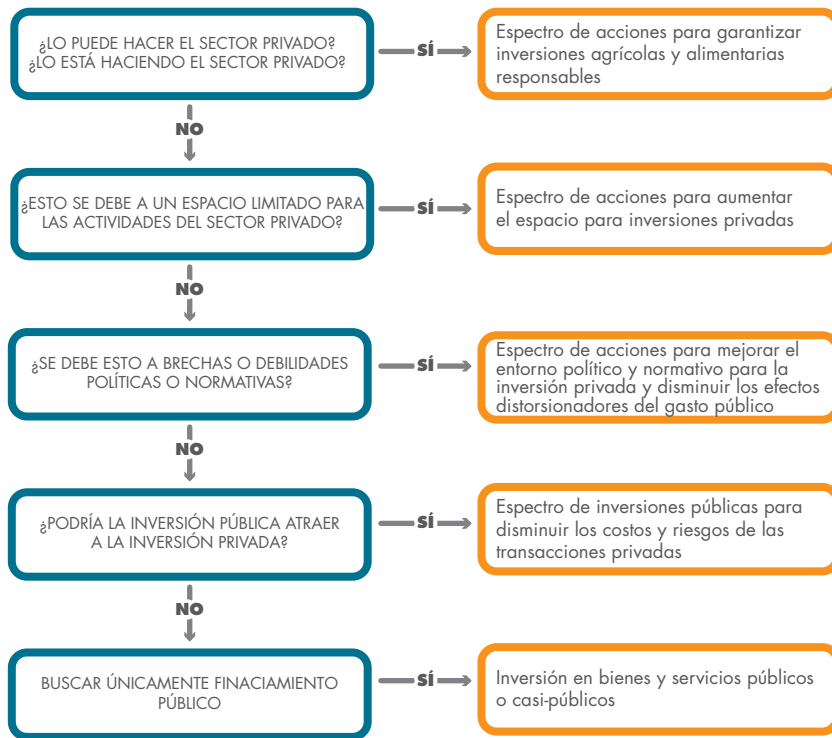 ¿LO PUEDE HACER EL SECTOR PRIVADO?
¿LO ESTÁ HACIENDO EL SECTOR PRIVADO?
SÍ
Espectro de acciones para garantizar
inversiones agrícolas y alimentarias
responsables
NO
¿ESTO SE DEBE A UN ESPACIO LIMITADO PARA
LAS ACTIVIDADES DEL SECTOR PRIVADO?
SÍ
Espectro de acciones para aumentar
el espacio para inversiones privadas
NO
¿SE DEBE ESTO A BRECHAS O DEBILIDADES
POLÍTICAS O NORMATIVAS?
SÍ
Espectro de acciones para mejorar el
entorno político y normativo para la
inversión privada y disminuir los efectos
distorsionadores del gasto público
NO
¿PODRÍA LA INVERSIÓN PÚBLICA ATRAER
A LA INVERSIÓN PRIVADA?
SÍ
Espectro de inversiones públicas para
disminuir los costos y riesgos de las
transacciones privadas
NO
BUSCAR ÚNICAMENTE FINACIAMIENTO
PÚBLICO
SÍ
Inversión en bienes y servicios públicos
o casi-públicos